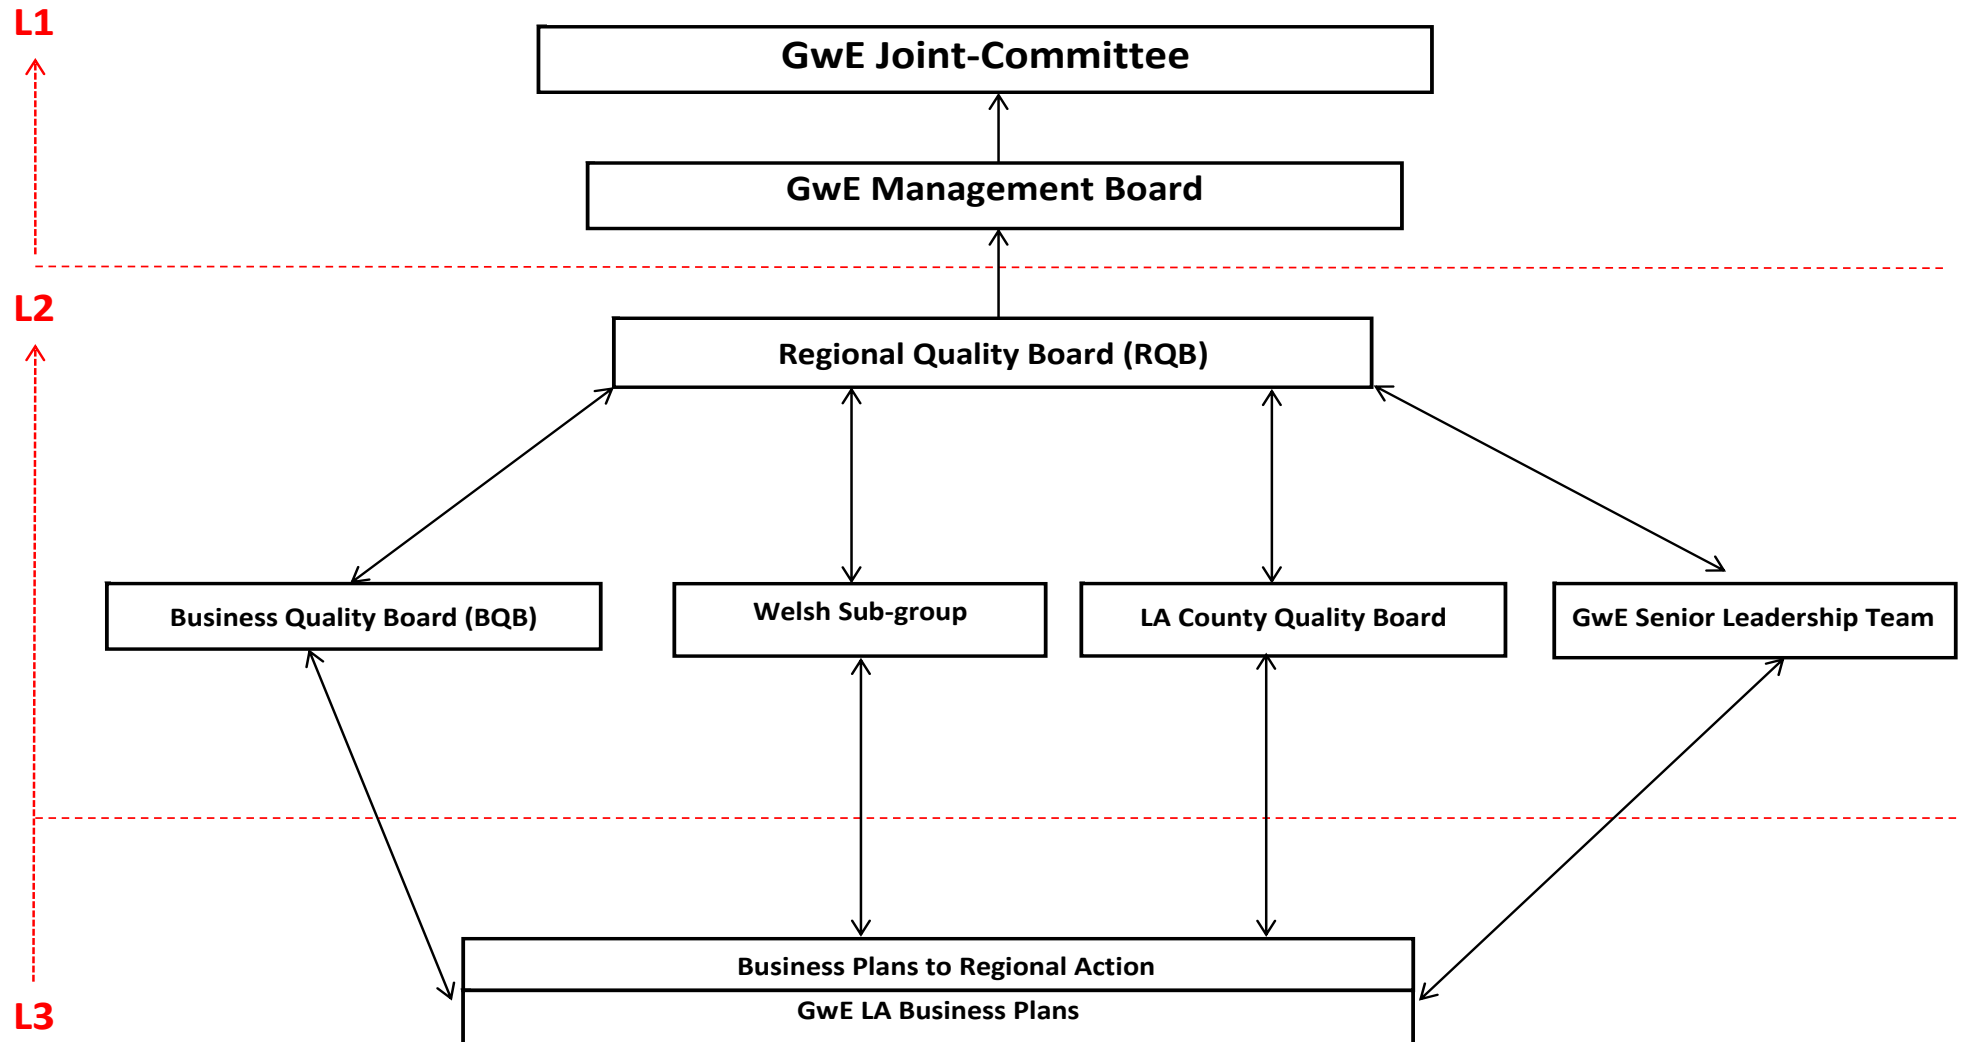 L1
GwE Joint-Committee
GwE Management Board
L2
Regional Quality Board (RQB)
Business Quality Board (BQB)
Welsh Sub-group
LA County Quality Board
GwE Senior Leadership Team
Business Plans to Regional Action
GwE LA Business Plans
L3